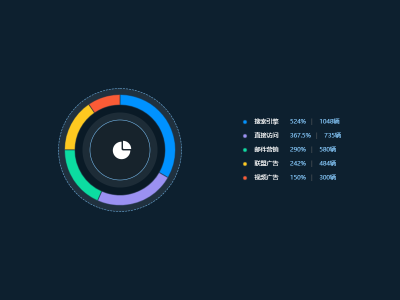 搜索引擎 524% | 1048辆
直接访问 367.5% | 735辆
邮件营销 290% | 580辆
联盟广告 242% | 484辆
视频广告 150% | 300辆